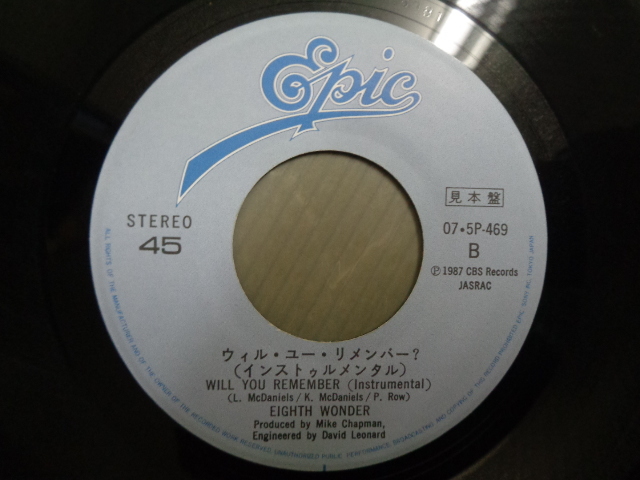 Epic
見本盤
STEREO
45
07・5P-469
B
Ⓟ 1987 CBS Records
JASRAC
ウィル・ユー・リメンバー?
(インストゥルメンタル)
WILL YOU REMEMBER (Instrumental)
(L. McDaniels/K. McDaniels/P. Row)
EIGHTH WONDER
Produced by Mike Chapman,
Engineered by David Leonard